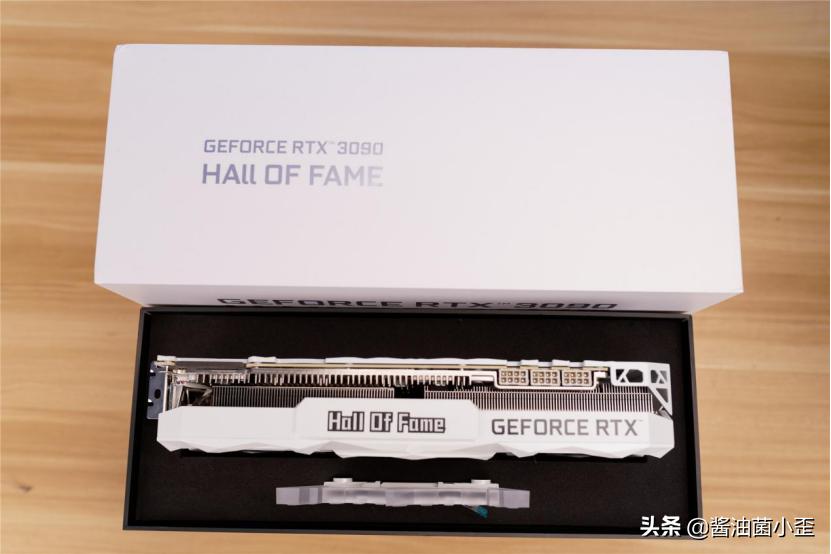 GEFORCE RTX™ 3090
HAll OF FAME
GEFORCE RTX™ 3090
Hall Of Fame
GEFORCE RTX™
头条 @酱油菌小歪